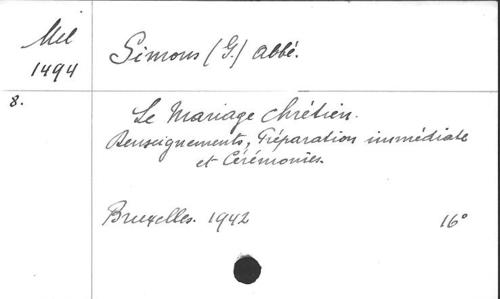 Mel Simons (G.) Abbé.
1494
8. Le Mariage chrétien.
Renseignements, Préparation immédiate
et Cérémonies.
Bruxelles. 1942 16°